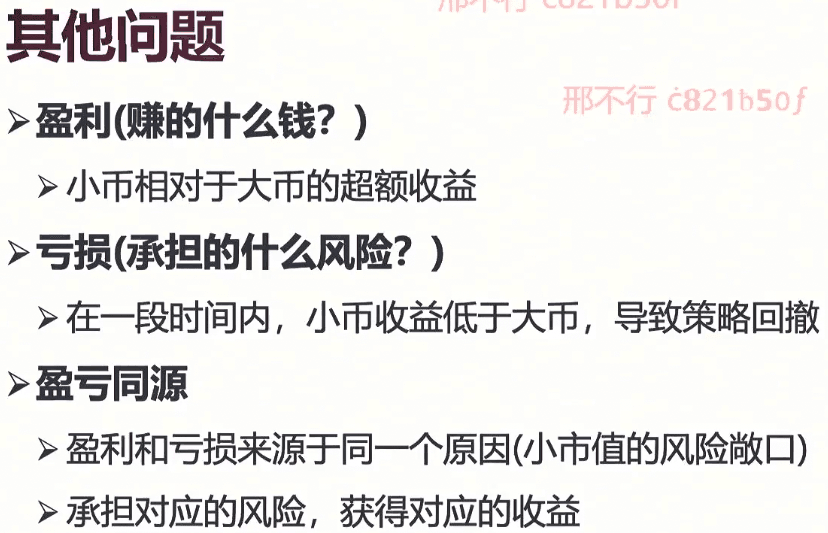 其他问题
邢不行 c821b50f
➢盈利(赚的什么钱？)
➢小币相对于大币的超额收益
➢亏损(承担的什么风险？)
➢在一段时间内，小币收益低于大币，导致策略回撤
➢盈亏同源
➢盈利和亏损来源于同一个原因(小市值的风险敞口)
➢承担对应的风险，获得对应的收益